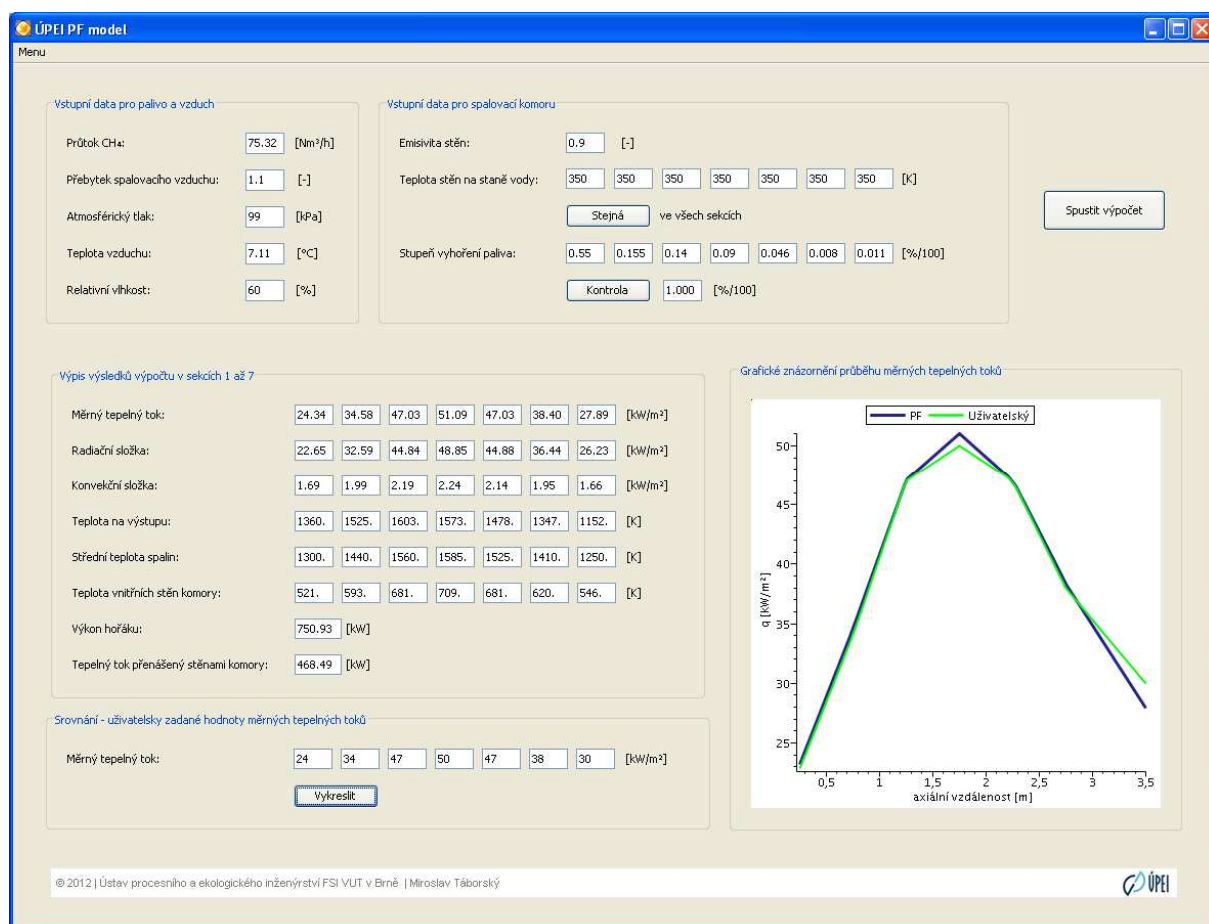 ÚPEI PF model
Menu
Vstupní data pro palivo a vzduch
Průtok CH₄: 75.32 [Nm³/h]
Přebytek spalovacího vzduchu: 1.1 [-]
Atmosférický tlak: 99 [kPa]
Teplota vzduchu: 7.11 [°C]
Relativní vlhkost: 60 [%]
Vstupní data pro spalovací komoru
Emisivita stěn: 0.9 [-]
Teplota stěn na staně vody: 350 350 350 350 350 350 350 [K]
Stejná ve všech sekcích
Stupeň vyhoření paliva: 0.55 0.155 0.14 0.09 0.046 0.008 0.011 [%/100]
Kontrola 1.000 [%/100]
Spustit výpočet
Výpis výsledků výpočtu v sekcích 1 až 7
Měrný tepelný tok: 24.34 34.58 47.03 51.09 47.03 38.40 27.89 [kW/m²]
Radiační složka: 22.65 32.59 44.84 48.85 44.88 36.44 26.23 [kW/m²]
Konvekční složka: 1.69 1.99 2.19 2.24 2.14 1.95 1.66 [kW/m²]
Teplota na výstupu: 1360. 1525. 1603. 1573. 1478. 1347. 1152. [K]
Střední teplota spalin: 1300. 1440. 1560. 1585. 1525. 1410. 1250. [K]
Teplota vnitřních stěn komory: 521. 593. 681. 709. 681. 620. 546. [K]
Výkon hořáku: 750.93 [kW]
Tepelný tok přenášený stěnami komory: 468.49 [kW]
Srovnání - uživatelsky zadané hodnoty měrných tepelných toků
Měrný tepelný tok: 24 34 47 50 47 38 30 [kW/m²]
Vykreslit
Grafické znázornění průběhu měrných tepelných toků
PF Uživatelský
50
45
40
35
30
25
q [kW/m²]
0,5 1 1,5 2 2,5 3 3,5
axiální vzdálenost [m]
© 2012 | Ústav procesního a ekologického inženýrství FSI VUT v Brně | Miroslav Táborský
ÚPEI